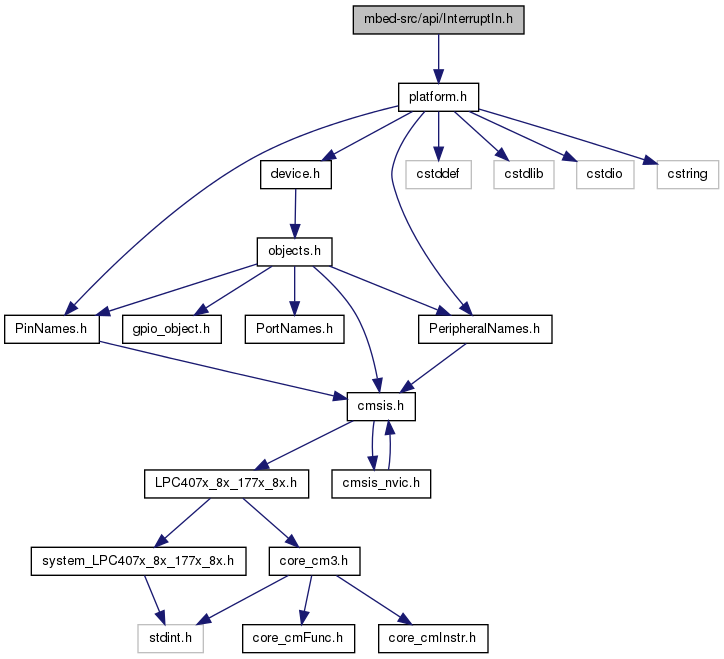 mbed-src/api/InterruptIn.h
platform.h
device.h
cstddef
cstdlib
cstdio
cstring
objects.h
PinNames.h
gpio_object.h
PortNames.h
PeripheralNames.h
cmsis.h
LPC407x_8x_177x_8x.h
cmsis_nvic.h
system_LPC407x_8x_177x_8x.h
core_cm3.h
stdint.h
core_cmFunc.h
core_cmInstr.h